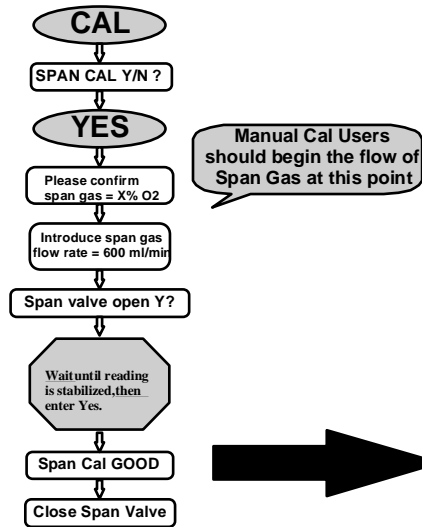 CAL
SPAN CAL Y/N ?
YES
Manual Cal Users
should begin the flow of
Span Gas at this point
Please confirm
span gas = X% O2
Introduce span gas
flow rate = 600 ml/min
Span valve open Y?
Waituntil reading
is stabilized,then
enter Yes.
Span Cal GOOD
Close Span Valve